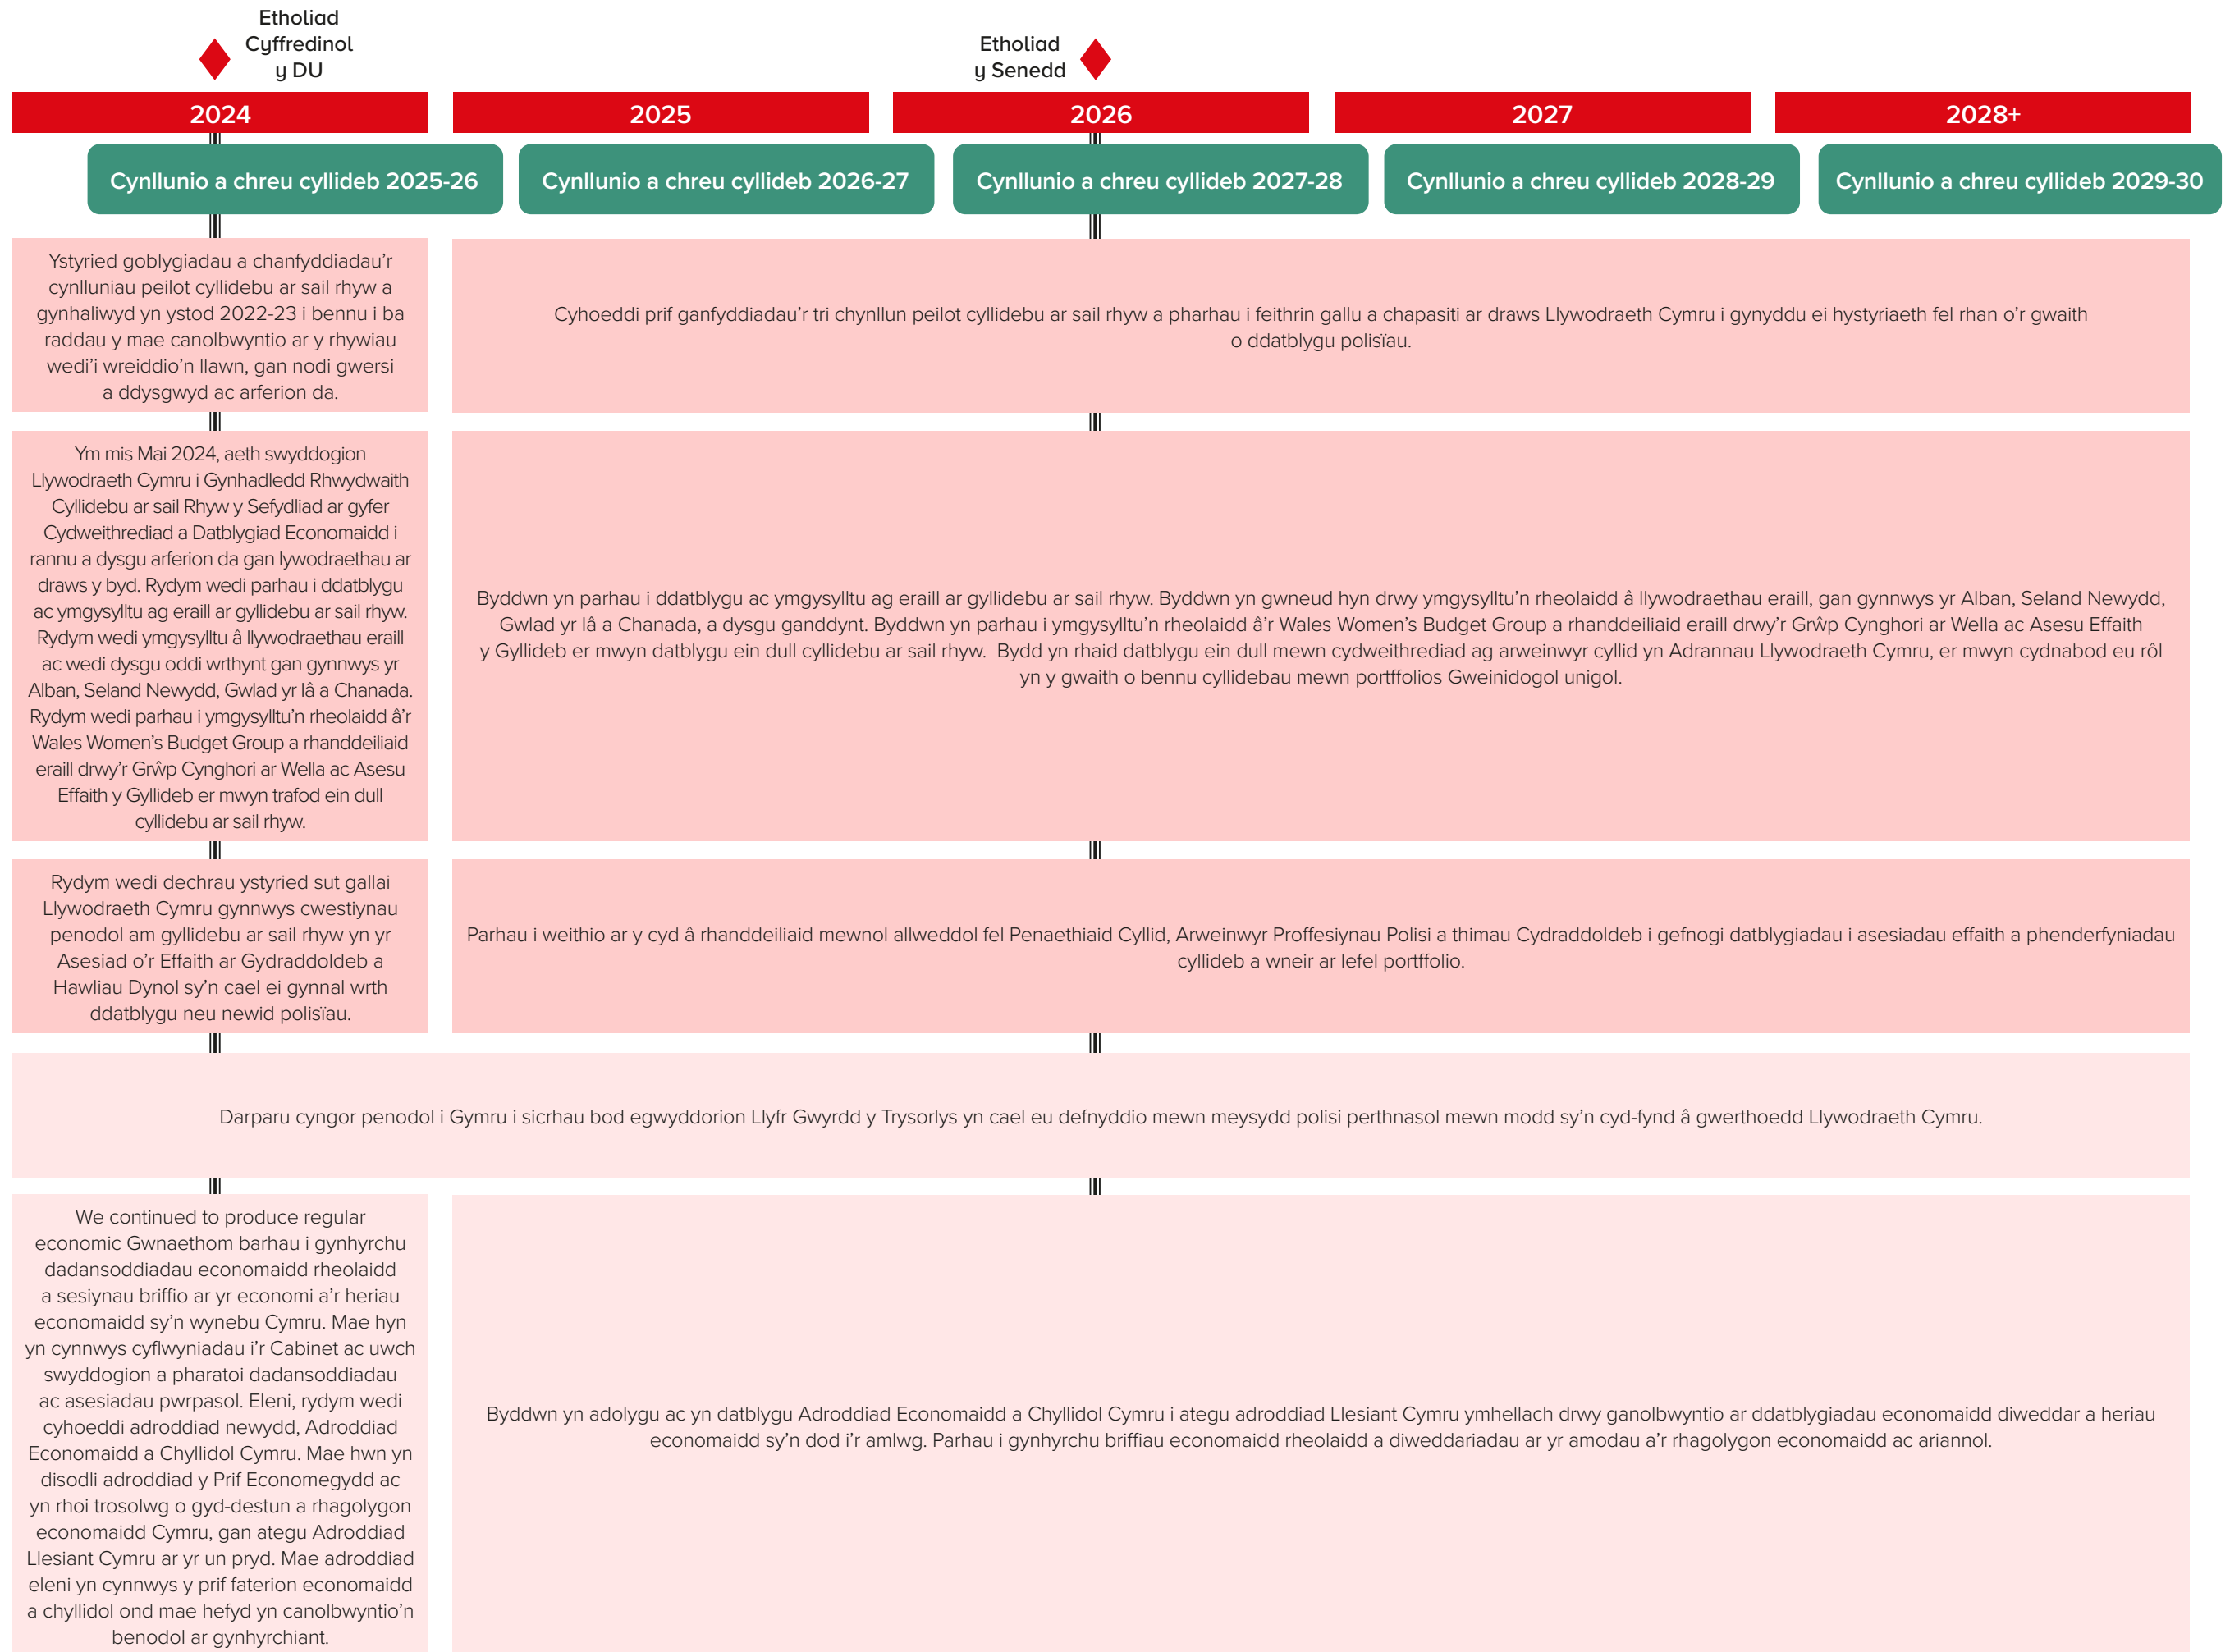 Etholiad
Cyffredinol
y DU
Etholiad
y Senedd
2024
2025
2026
2027
2028+
Cynllunio a chreu cyllideb 2025-26
Cynllunio a chreu cyllideb 2026-27
Cynllunio a chreu cyllideb 2027-28
Cynllunio a chreu cyllideb 2028-29
Cynllunio a chreu cyllideb 2029-30
Ystyried goblygiadau a chanfyddiadau’r
cynlluniau peilot cyllidebu ar sail rhyw a
gynhaliwyd yn ystod 2022-23 i bennu i ba
raddau y mae canolbwyntio ar y rhywiau
wedi’i wreiddio’n llawn, gan nodi gwersi
a ddysgwyd ac arferion da.
Cyhoeddi prif ganfyddiadau’r tri chynllun peilot cyllidebu ar sail rhyw a pharhau i feithrin gallu a chapasiti ar draws Llywodraeth Cymru i gynyddu ei hystyriaeth fel rhan o’r gwaith
o ddatblygu polisïau.
Ym mis Mai 2024, aeth swyddogion
Llywodraeth Cymru i Gynhadledd Rhwydwaith
Cyllidebu ar sail Rhyw y Sefydliad ar gyfer
Cydweithrediad a Datblygiad Economaidd i
rannu a dysgu arferion da gan lywodraethau ar
draws y byd. Rydym wedi parhau i ddatblygu
ac ymgysylltu ag eraill ar gyllidebu ar sail rhyw.
Rydym wedi ymgysylltu â llywodraethau eraill
ac wedi dysgu oddi wrthynt gan gynnwys yr
Alban, Seland Newydd, Gwlad yr Iâ a Chanada.
Rydym wedi parhau i ymgysylltu’n rheolaidd â’r
Wales Women’s Budget Group a rhanddeiliaid
eraill drwy’r Grŵp Cynghori ar Wella ac Asesu
Effaith y Gyllideb er mwyn trafod ein dull
cyllidebu ar sail rhyw.
Byddwn yn parhau i ddatblygu ac ymgysylltu ag eraill ar gyllidebu ar sail rhyw. Byddwn yn gwneud hyn drwy ymgysylltu’n rheolaidd â llywodraethau eraill, gan gynnwys yr Alban, Seland Newydd,
Gwlad yr Iâ a Chanada, a dysgu ganddynt. Byddwn yn parhau i ymgysylltu’n rheolaidd â’r Wales Women’s Budget Group a rhanddeiliaid eraill drwy’r Grŵp Cynghori ar Wella ac Asesu Effaith
y Gyllideb er mwyn datblygu ein dull cyllidebu ar sail rhyw. Bydd yn rhaid datblygu ein dull mewn cydweithrediad ag arweinwyr cyllid yn Adrannau Llywodraeth Cymru, er mwyn cydnabod eu rôl
yn y gwaith o bennu cyllidebau mewn portffolios Gweinidogol unigol.
Rydym wedi dechrau ystyried sut gallai
Llywodraeth Cymru gynnwys cwestiynau
penodol am gyllidebu ar sail rhyw yn yr
Asesiad o’r Effaith ar Gydraddoldeb a
Hawliau Dynol sy’n cael ei gynnal wrth
ddatblygu neu newid polisïau.
Parhau i weithio ar y cyd â rhanddeiliaid mewnol allweddol fel Penaethiaid Cyllid, Arweinwyr Proffesiynau Polisi a thimau Cydraddoldeb i gefnogi datblygiadau i asesiadau effaith a phenderfyniadau
cyllideb a wneir ar lefel portffolio.
Darparu cyngor penodol i Gymru i sicrhau bod egwyddorion Llyfr Gwyrdd y Trysorlys yn cael eu defnyddio mewn meysydd polisi perthnasol mewn modd sy’n cyd-fynd â gwerthoedd Llywodraeth Cymru.
We continued to produce regular
economic Gwnaethom barhau i gynhyrchu
dadansoddiadau economaidd rheolaidd
a sesiynau briffio ar yr economi a’r heriau
economaidd sy’n wynebu Cymru. Mae hyn
yn cynnwys cyflwyniadau i’r Cabinet ac uwch
swyddogion a pharatoi dadansoddiadau
ac asesiadau pwrpasol. Eleni, rydym wedi
cyhoeddi adroddiad newydd, Adroddiad
Economaidd a Chyllidol Cymru. Mae hwn yn
disodli adroddiad y Prif Economegydd ac
yn rhoi trosolwg o gyd-destun a rhagolygon
economaidd Cymru, gan ategu Adroddiad
Llesiant Cymru ar yr un pryd. Mae adroddiad
eleni yn cynnwys y prif faterion economaidd
a chyllidol ond mae hefyd yn canolbwyntio’n
benodol ar gynhyrchiant.
Byddwn yn adolygu ac yn datblygu Adroddiad Economaidd a Chyllidol Cymru i ategu adroddiad Llesiant Cymru ymhellach drwy ganolbwyntio ar ddatblygiadau economaidd diweddar a heriau
economaidd sy’n dod i’r amlwg. Parhau i gynhyrchu briffiau economaidd rheolaidd a diweddariadau ar yr amodau a’r rhagolygon economaidd ac ariannol.